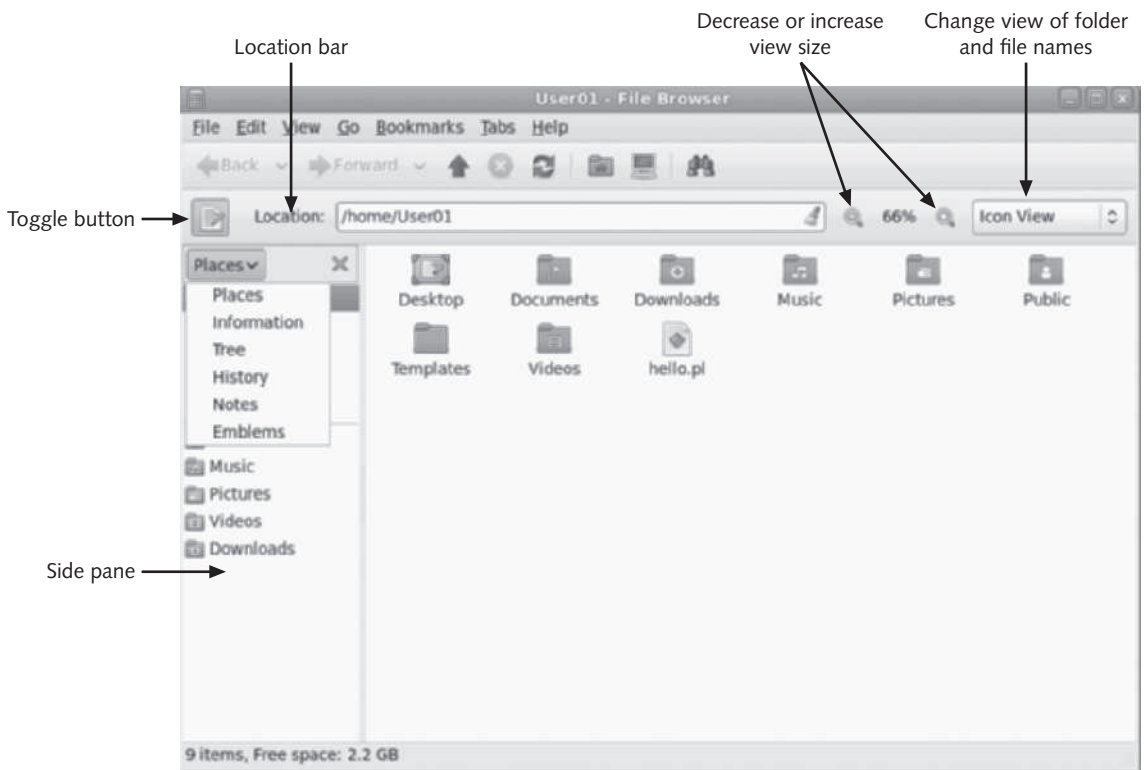 Decrease or increase
view size
Change view of folder
and file names
Location bar
User01 - File Browser
File Edit View Go Bookmarks Tabs Help
Back Forward
Toggle button
Location: /home/User01 66% Icon View
Places
Places
Information
Tree
History
Notes
Emblems
Music
Pictures
Videos
Downloads
Desktop Documents Downloads Music Pictures Public
Templates Videos hello.pl
Side pane
9 items, Free space: 2.2 GB